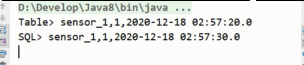 D:\Develop\Java8\bin\java ...
Table> sensor_1,1,2020-12-18 02:57:20.0
SQL> sensor_1,1,2020-12-18 02:57:30.0